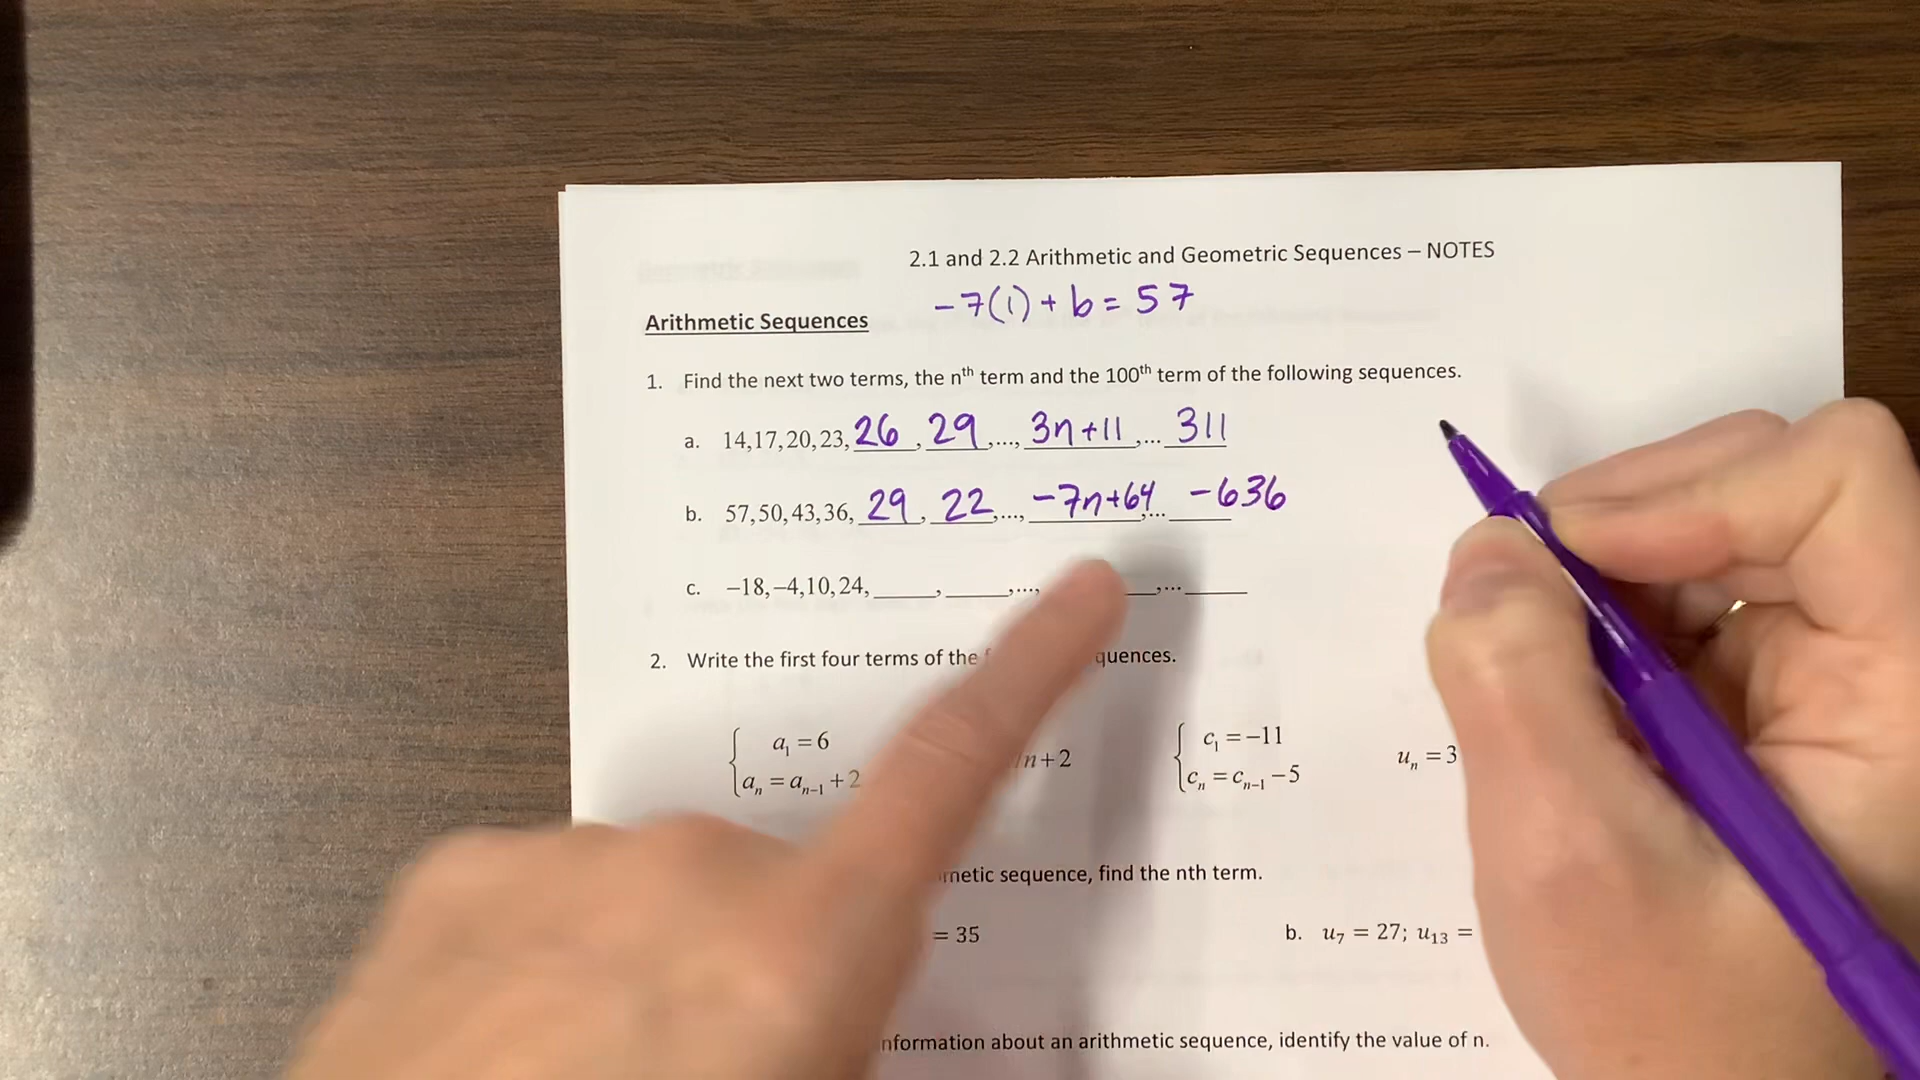 2.1 and 2.2 Arithmetic and Geometric Sequences – NOTES
-7(1) + b = 57
Arithmetic Sequences
1. Find the next two terms, the nth term and the 100th term of the following sequences.
a. 14,17,20,23, 26, 29,..., 3n+11,... 311
b. 57,50,43,36, 29, 22,..., -7n+64,... -636
c. –18,–4,10,24,_____, _____,..., _____,... _____
2. Write the first four terms of the quences.
a₁ = 6
aₙ = aₙ₋₁ + 2
n+2
c₁ = –11
cₙ = cₙ₋₁ – 5
uₙ = 3
metic sequence, find the nth term.
= 35
b. u₇ = 27; u₁₃ =
nformation about an arithmetic sequence, identify the value of n.